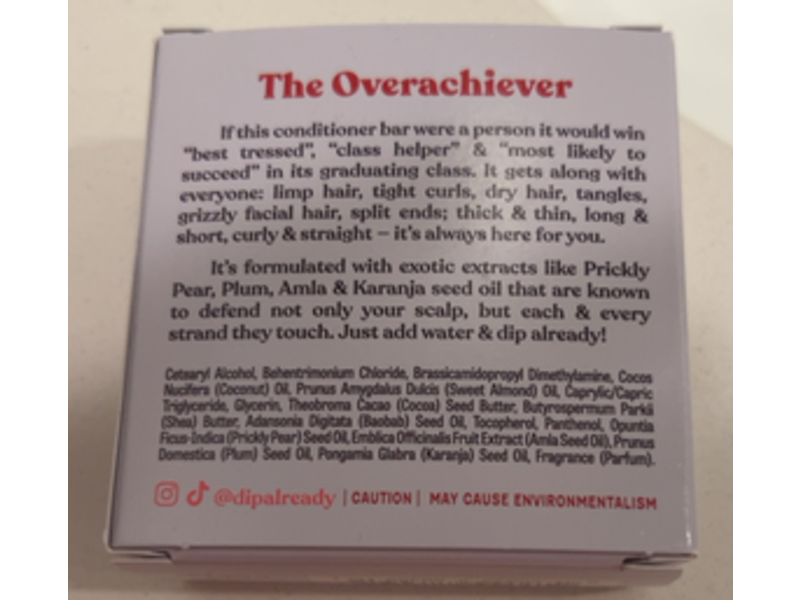 The Overachiever
If this conditioner bar were a person it would win
"best tressed", "class helper" & "most likely to
succeed" in its graduating class. It gets along with
everyone: limp hair, tight curls, dry hair, tangles,
grizzly facial hair, split ends; thick & thin, long &
short, curly & straight – it's always here for you.
It's formulated with exotic extracts like Prickly
Pear, Plum, Amla & Karanja seed oil that are known
to defend not only your scalp, but each & every
strand they touch. Just add water & dip already!
Cetearyl Alcohol, Behentrimonium Chloride, Brassicamidopropyl Dimethylamine, Cocos
Nucifera (Coconut) Oil, Prunus Amygdalus Dulcis (Sweet Almond) Oil, Caprylic/Capric
Triglyceride, Glycerin, Theobroma Cacao (Cocoa) Seed Butter, Butyrospermum Parkii
(Shea) Butter, Adansonia Digitata (Baobab) Seed Oil, Tocopherol, Panthenol, Opuntia
Ficus-Indica (Prickly Pear) Seed Oil, Emblica Officinalis Fruit Extract (Amla Seed Oil), Prunus
Domestica (Plum) Seed Oil, Pongamia Glabra (Karanja) Seed Oil, Fragrance (Parfum).
@dipalready | CAUTION | MAY CAUSE ENVIRONMENTALISM